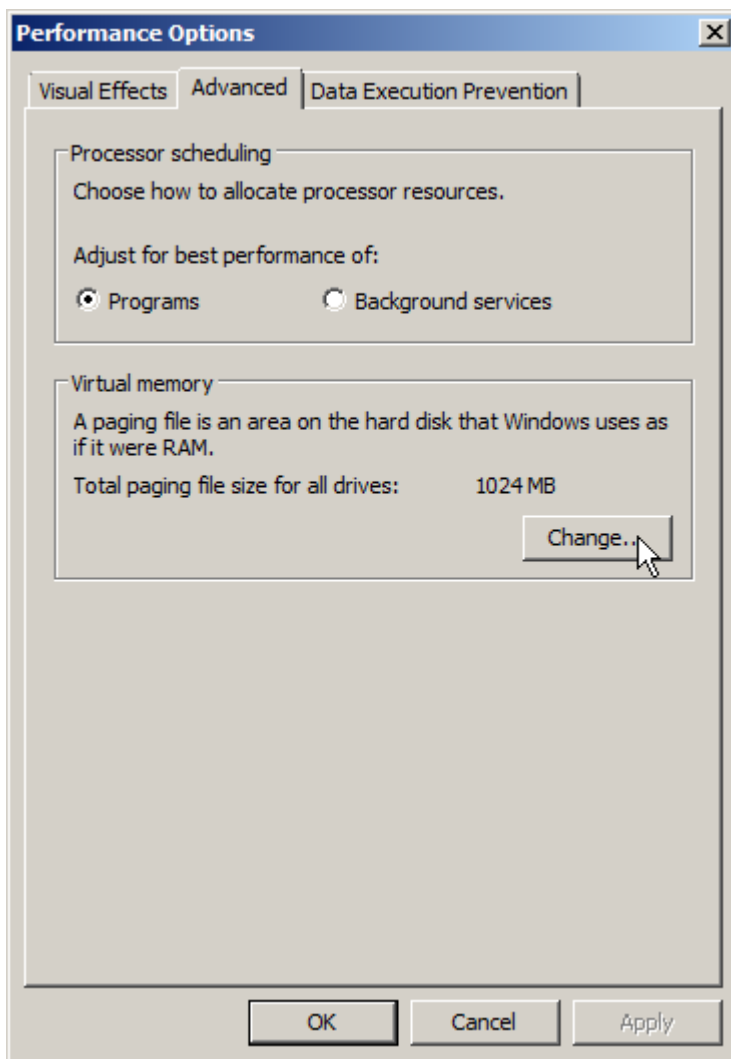 Performance Options
Visual Effects Advanced Data Execution Prevention
Processor scheduling
Choose how to allocate processor resources.
Adjust for best performance of:
Programs Background services
Virtual memory
A paging file is an area on the hard disk that Windows uses as
if it were RAM.
Total paging file size for all drives: 1024 MB
Change..
OK Cancel Apply